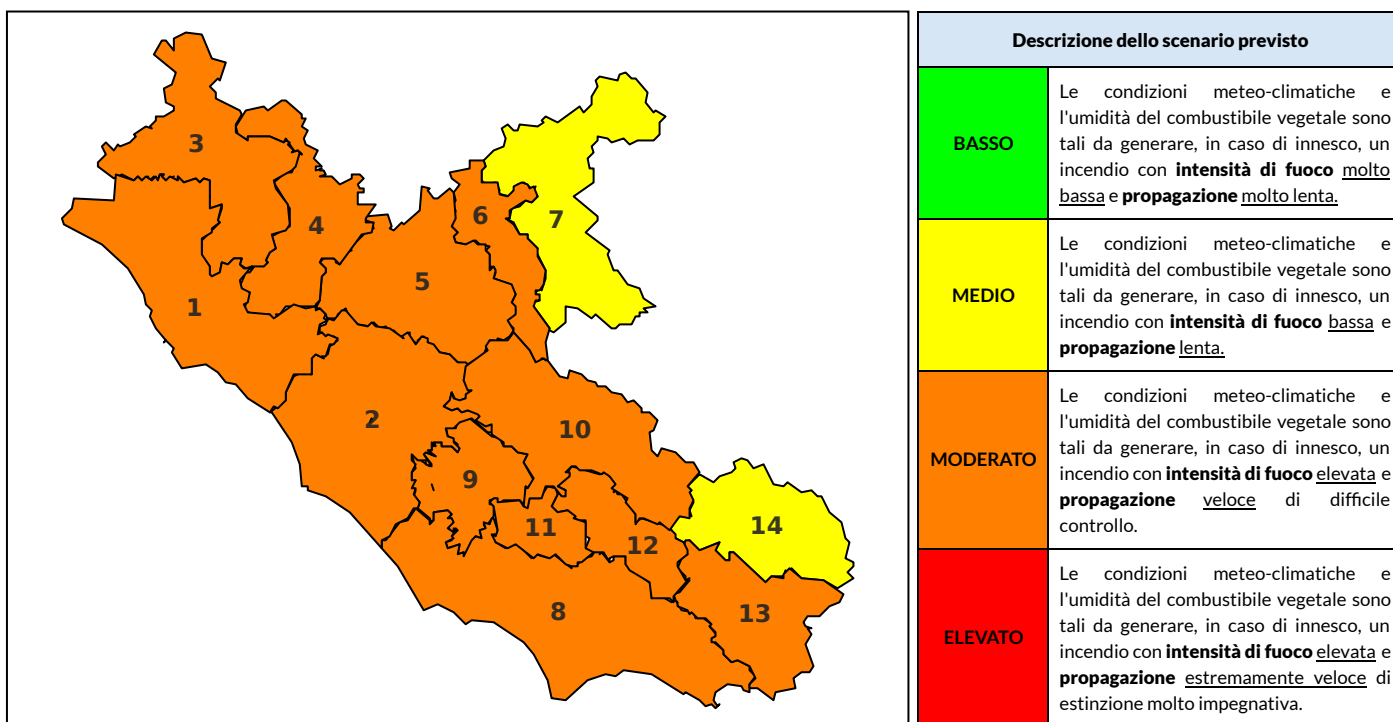 3
4
6
7
5
1
2
10
9
14
11
12
8
13
Descrizione dello scenario previsto
BASSO
Le condizioni meteo-climatiche e
l'umidità del combustibile vegetale sono
tali da generare, in caso di innesco, un
incendio con intensità di fuoco molto
bassa e propagazione molto lenta.
MEDIO
Le condizioni meteo-climatiche e
l'umidità del combustibile vegetale sono
tali da generare, in caso di innesco, un
incendio con intensità di fuoco bassa e
propagazione lenta.
MODERATO
Le condizioni meteo-climatiche e
l'umidità del combustibile vegetale sono
tali da generare, in caso di innesco, un
incendio con intensità di fuoco elevata e
propagazione veloce di difficile
controllo.
ELEVATO
Le condizioni meteo-climatiche e
l'umidità del combustibile vegetale sono
tali da generare, in caso di innesco, un
incendio con intensità di fuoco elevata e
propagazione estremamente veloce di
estinzione molto impegnativa.